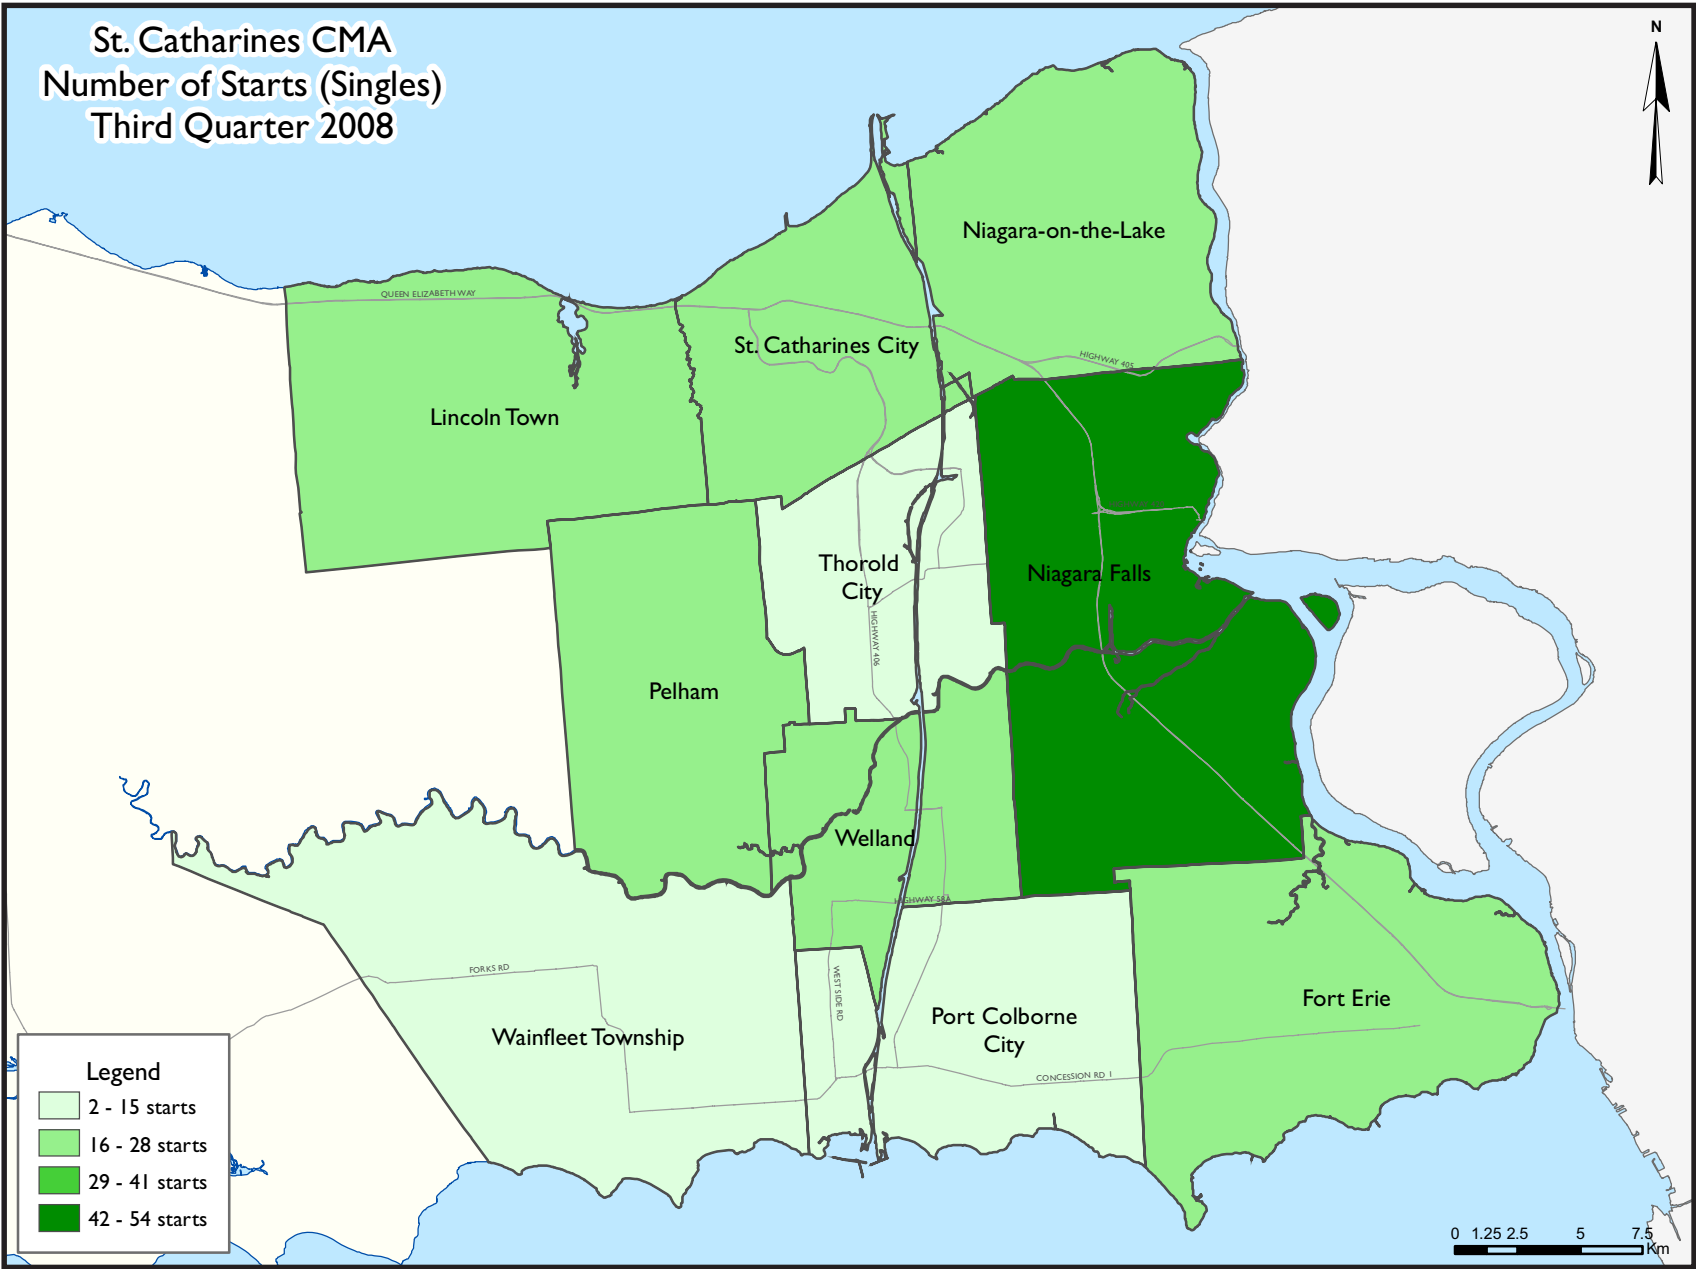 St. Catharines CMA
Number of Starts (Singles)
Third Quarter 2008
N
Niagara-on-the-Lake
QUEEN ELIZABETH WAY
St. Catharines City
HIGHWAY 405
Lincoln Town
Thorold
City
Niagara Falls
HIGHWAY 406
Pelham
Welland
HIGHWAY 58A
FORKS RD
WEST SIDE RD
Fort Erie
Port Colborne
City
Wainfleet Township
CONCESSION RD 1
Legend
2 - 15 starts
16 - 28 starts
29 - 41 starts
42 - 54 starts
0 1.25 2.5 5 7.5
Km